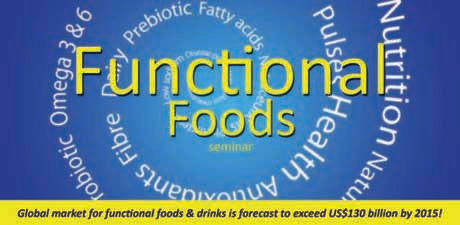 Functional
Foods
seminar
Omega 3 & 6
Dairy
Prebiotic
Fatty acids
Pulses
Nutrition
Health
Antioxidants
Fibre
Global market for functional foods & drinks is forecast to exceed US$130 billion by 2015!